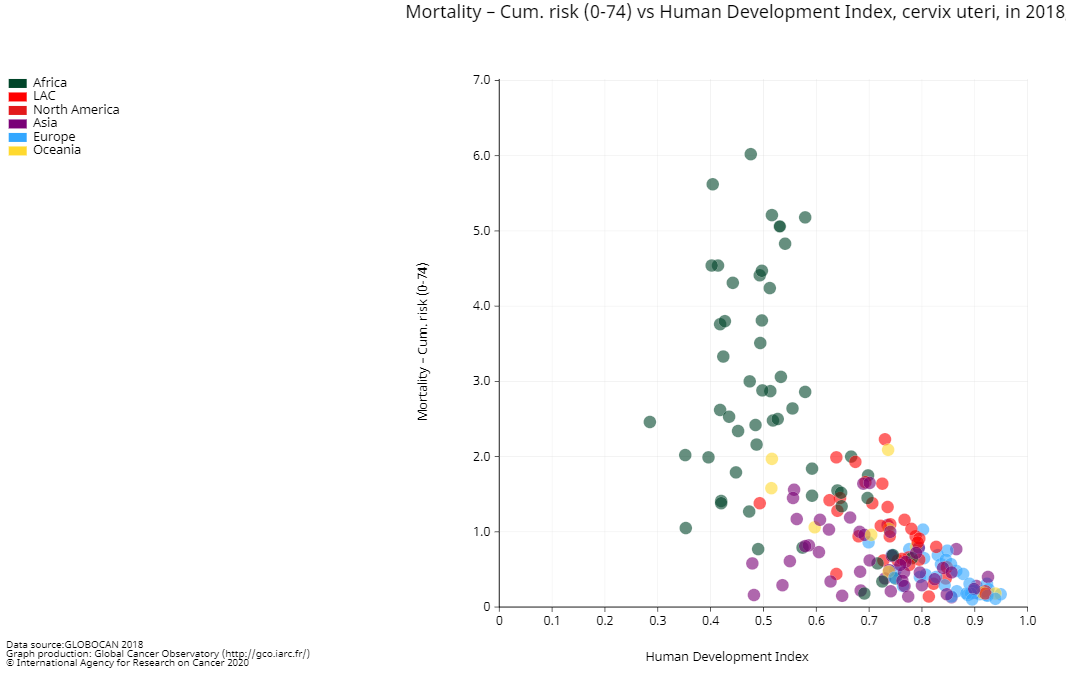 Mortality – Cum. risk (0-74) vs Human Development Index, cervix uteri, in 2018,
Africa
LAC
North America
Asia
Europe
Oceania
Mortality – Cum. risk (0-74)
7.0
6.0
5.0
4.0
3.0
2.0
1.0
0
0 0.1 0.2 0.3 0.4 0.5 0.6 0.7 0.8 0.9 1.0
Human Development Index
Data source:GLOBOCAN 2018
Graph production: Global Cancer Observatory (http://gco.iarc.fr/)
© International Agency for Research on Cancer 2020